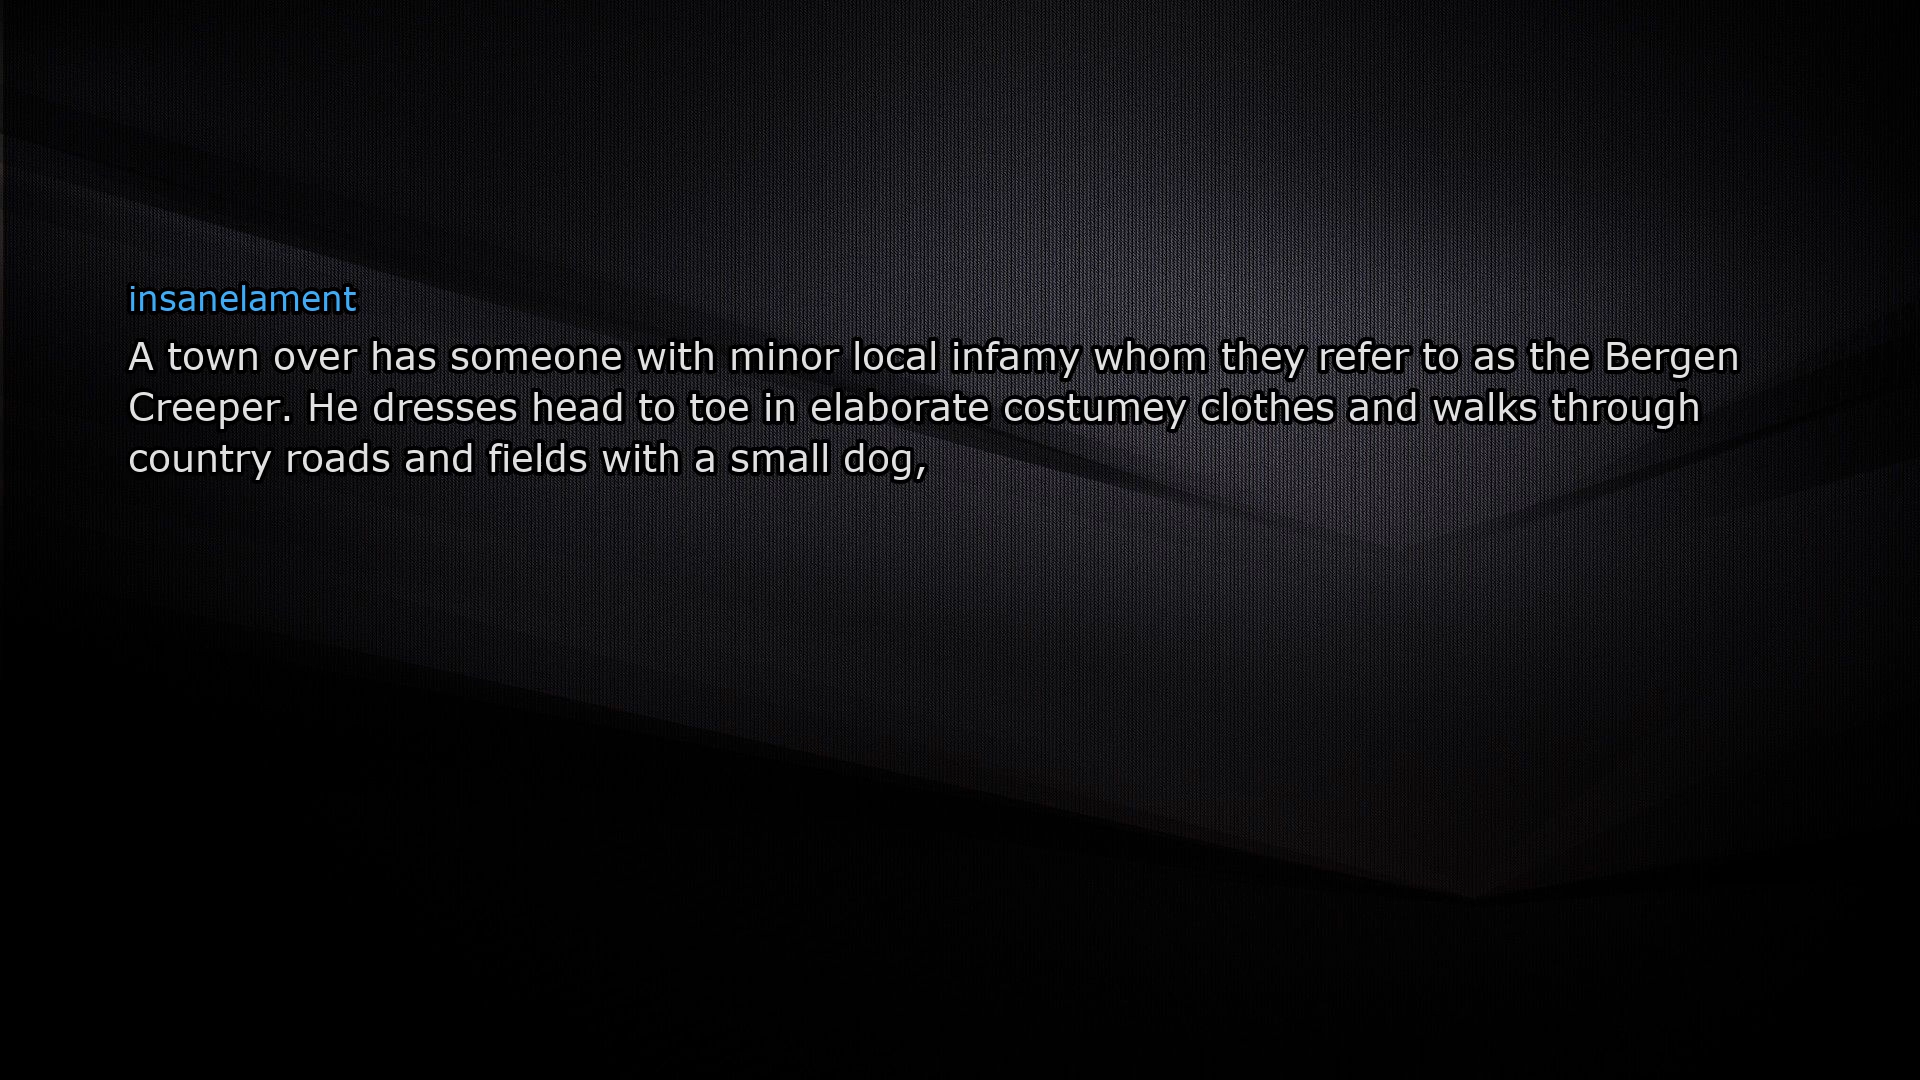 insanelament
A town over has someone with minor local infamy whom they refer to as the Bergen
Creeper. He dresses head to toe in elaborate costumey clothes and walks through
country roads and fields with a small dog,